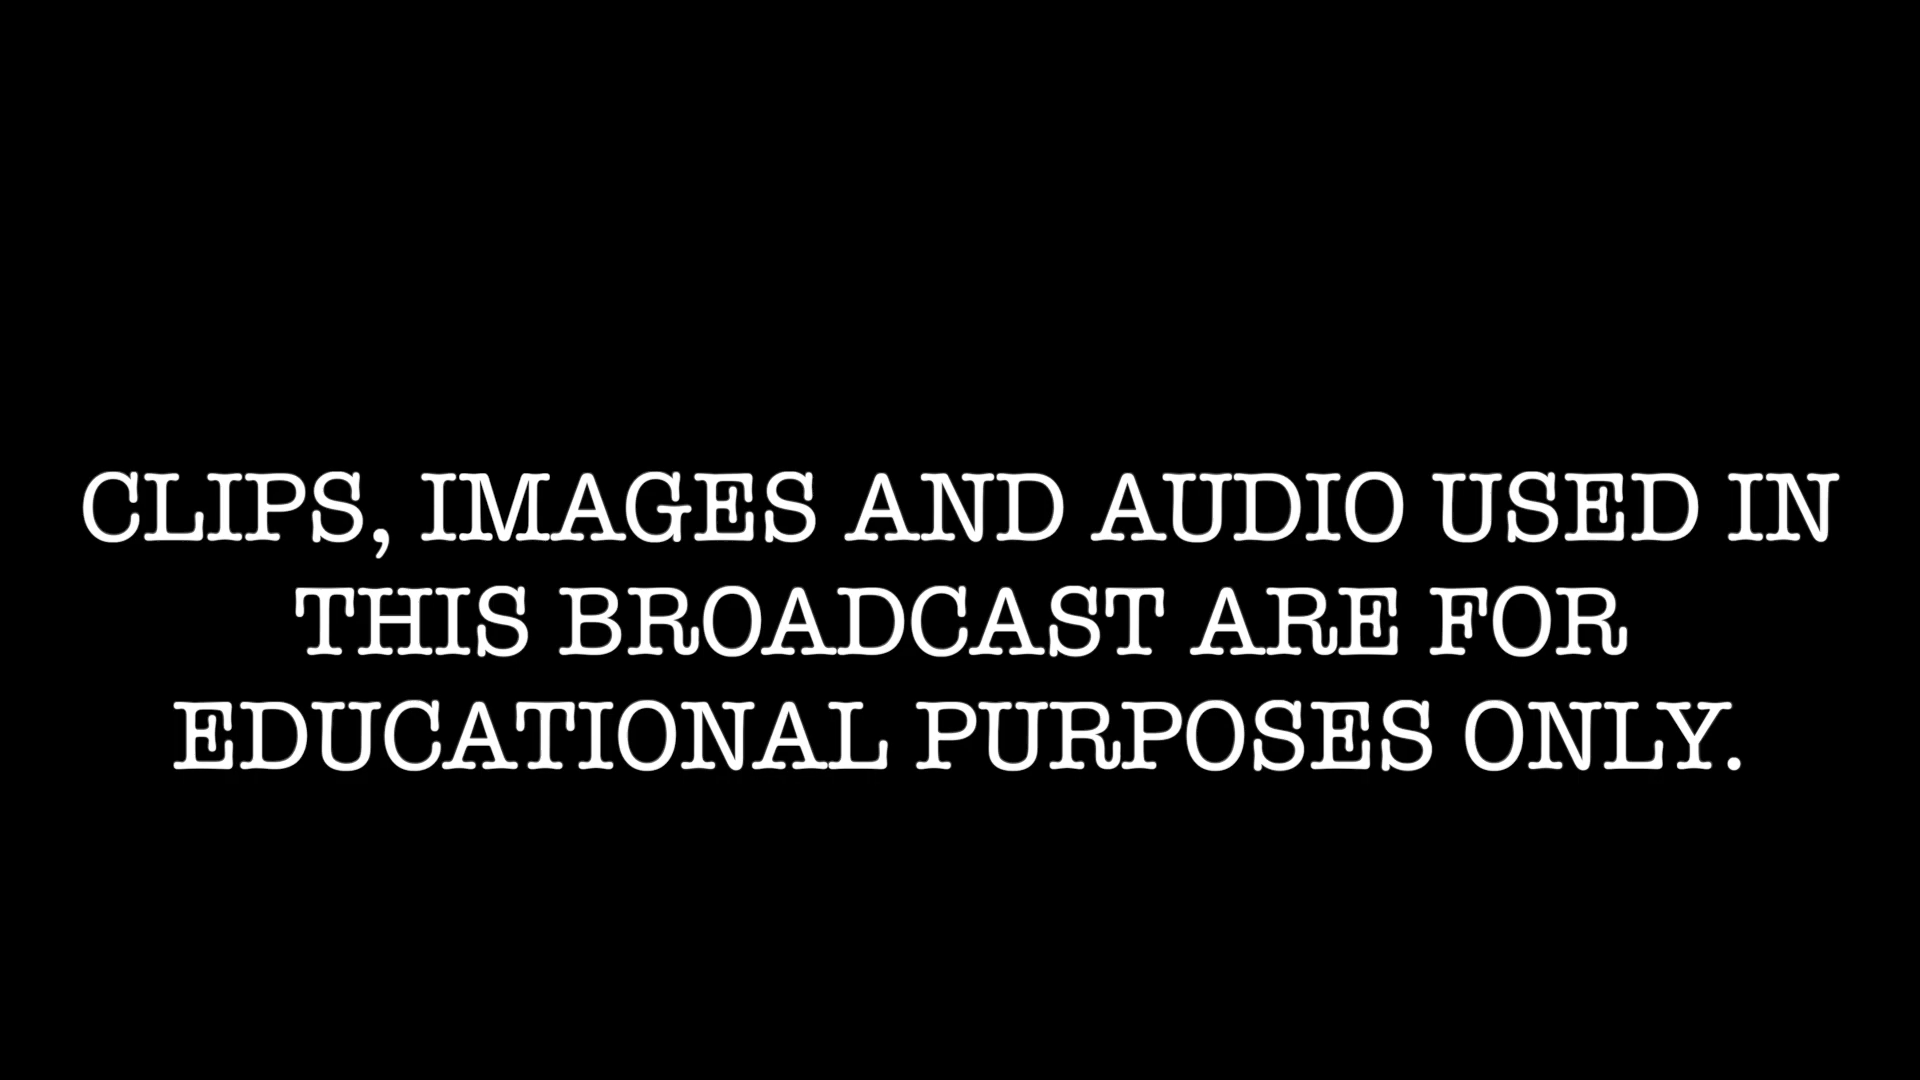 CLIPS, IMAGES AND AUDIO USED IN
THIS BROADCAST ARE FOR
EDUCATIONAL PURPOSES ONLY.